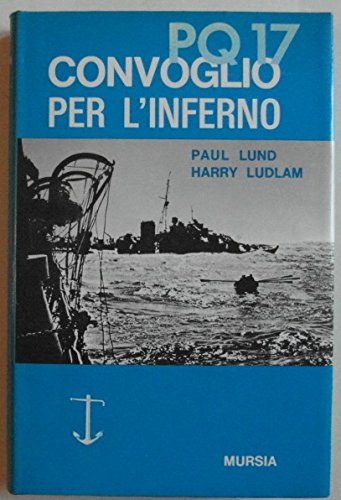 PQ 17
CONVOGLIO
PER L'INFERNO
PAUL LUND
HARRY LUDLAM
MURSIA